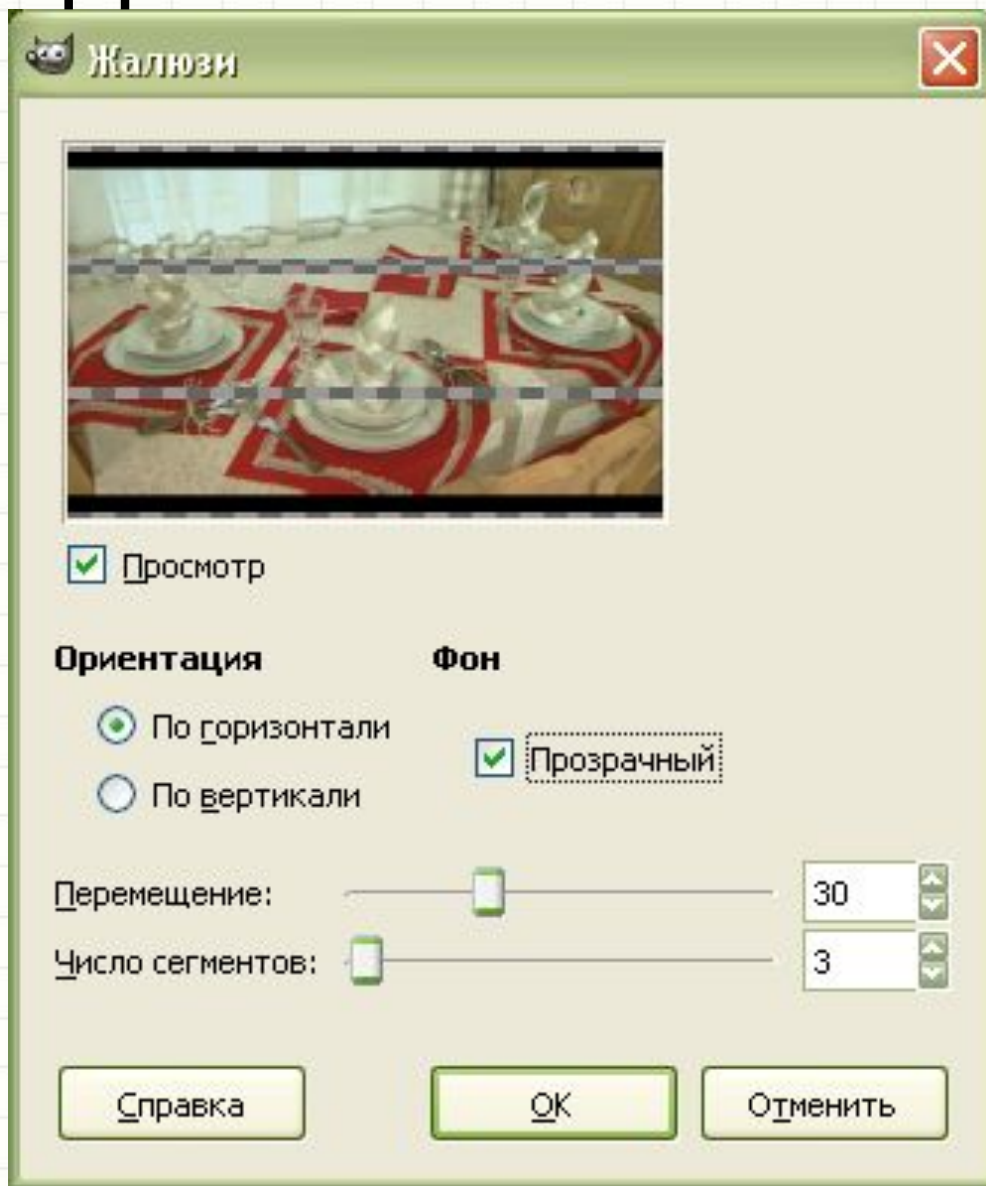 Жалюзи
Просмотр
Ориентация Фон
По горизонтали
Прозрачный
По вертикали
Перемещение: 30
Число сегментов: 3
Справка OK Отменить